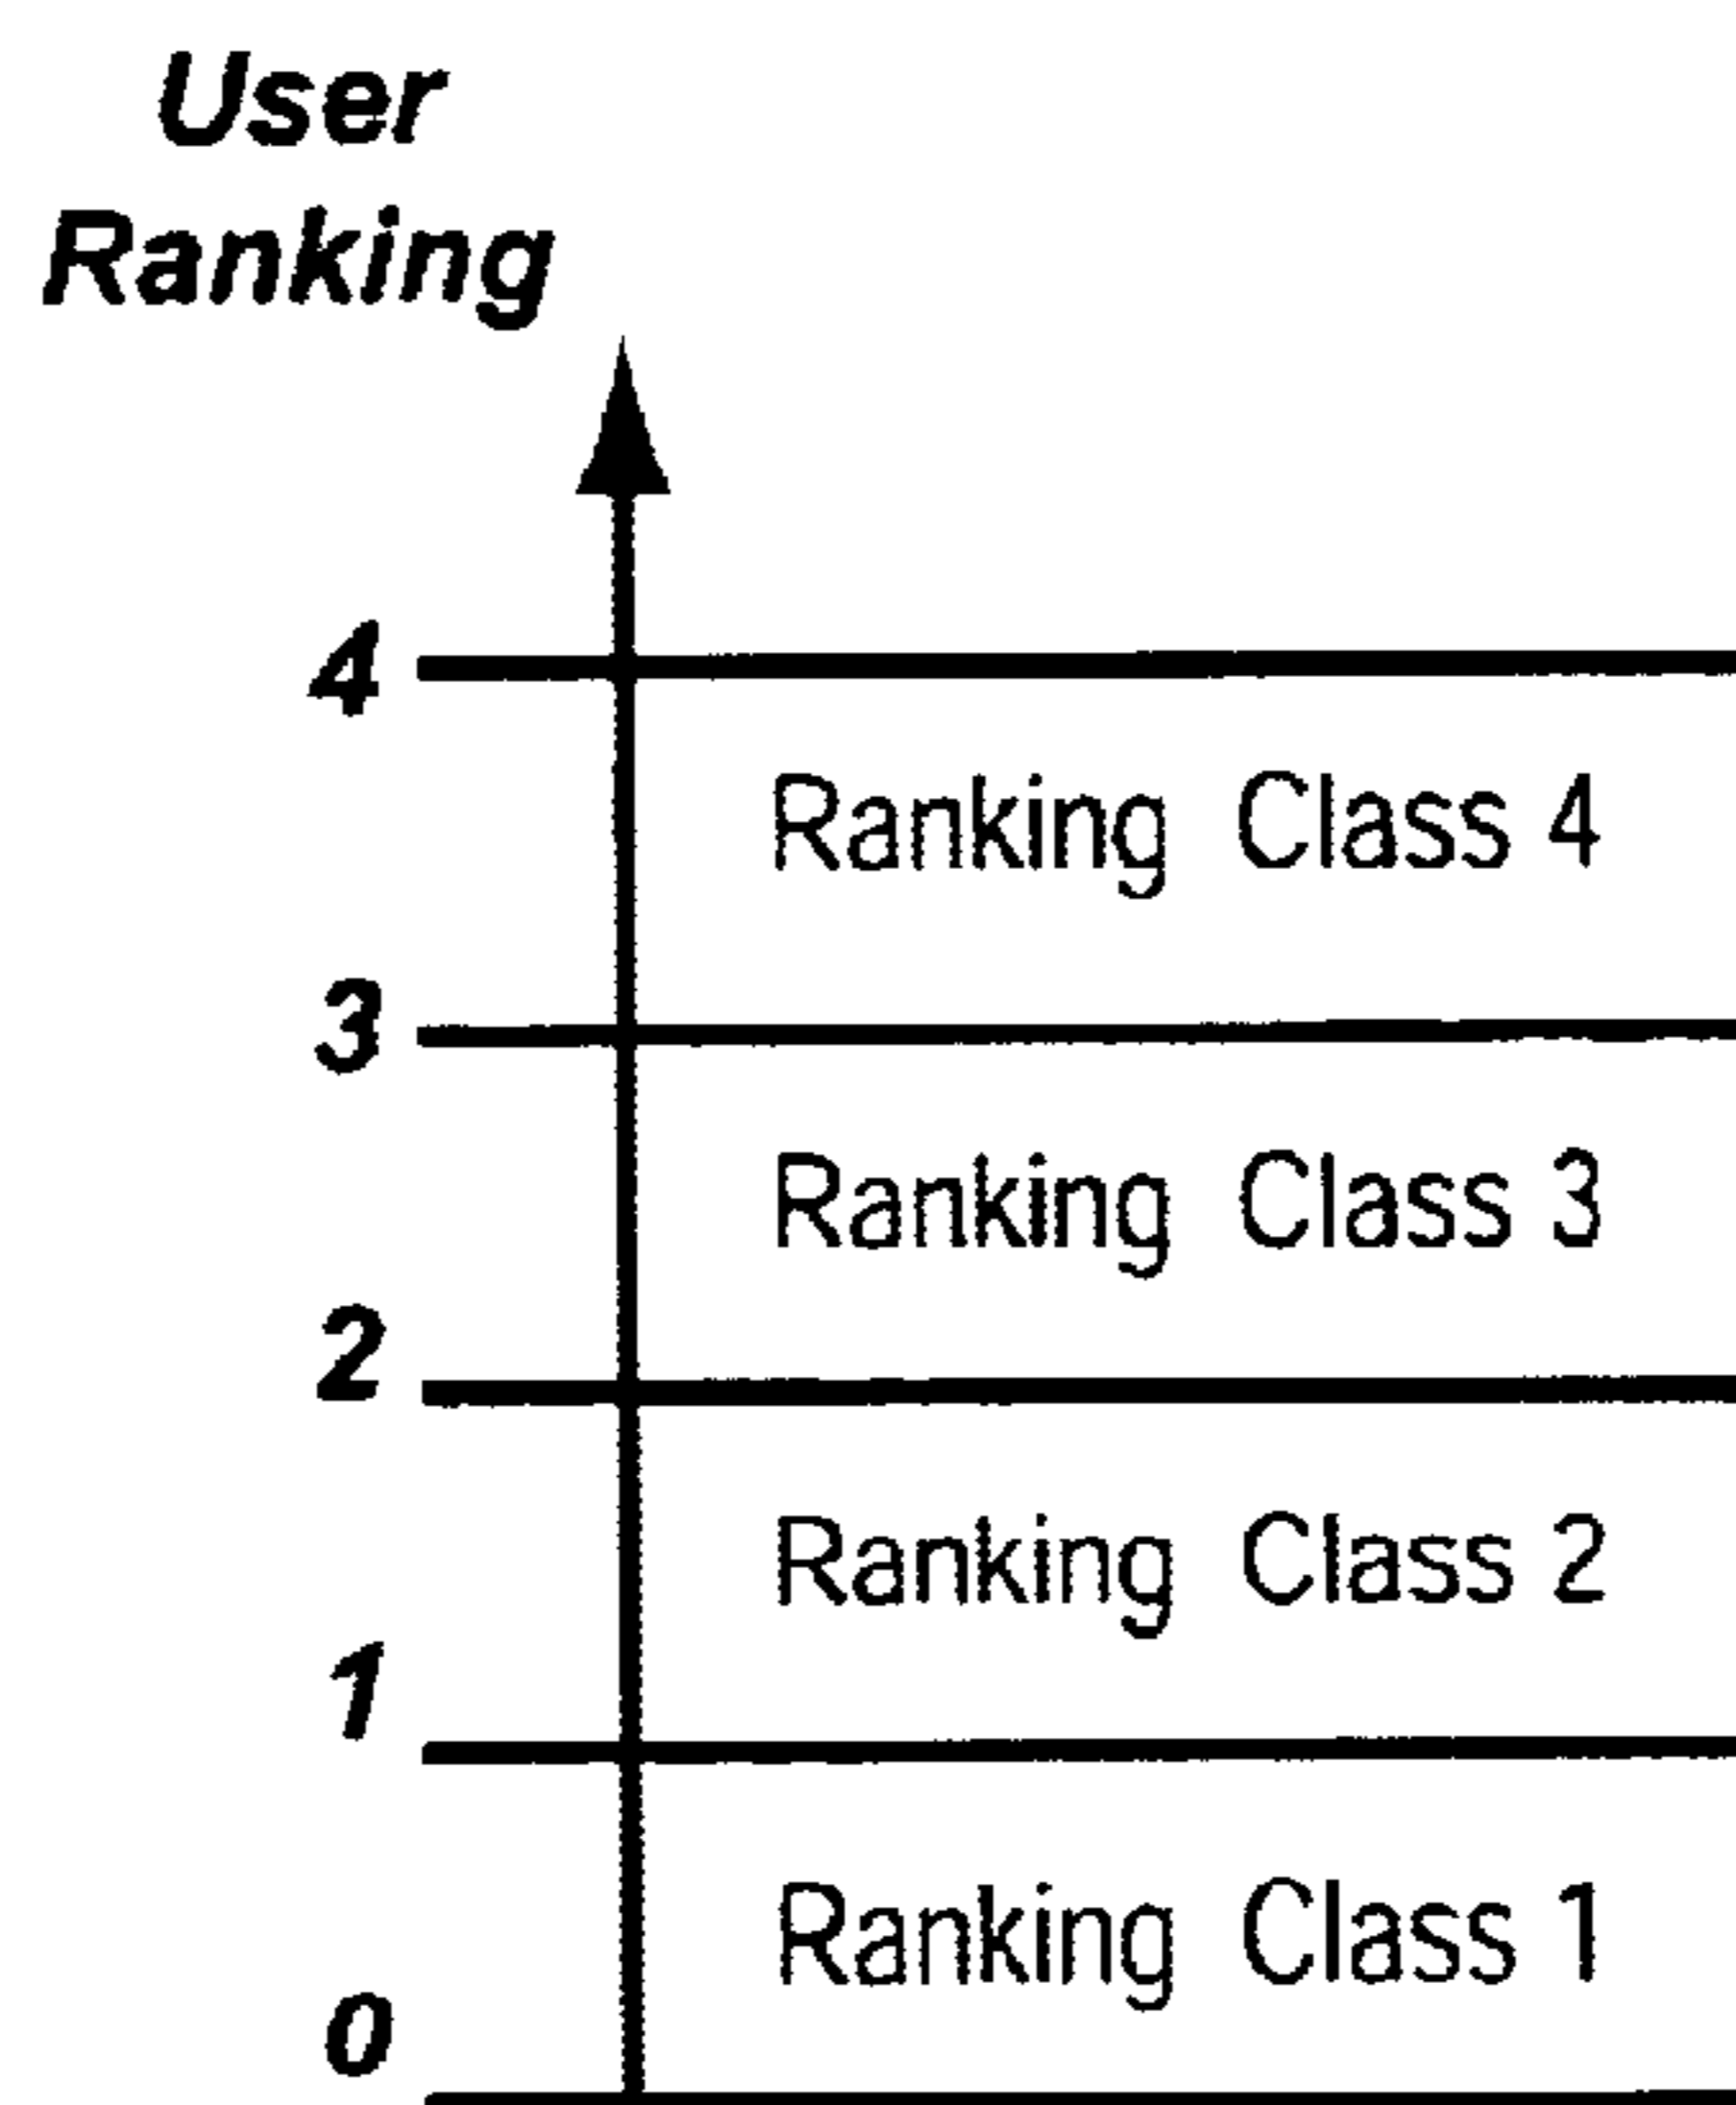 User
Ranking
4
Ranking Class 4
3
Ranking Class 3
2
Ranking Class 2
1
Ranking Class 1
0